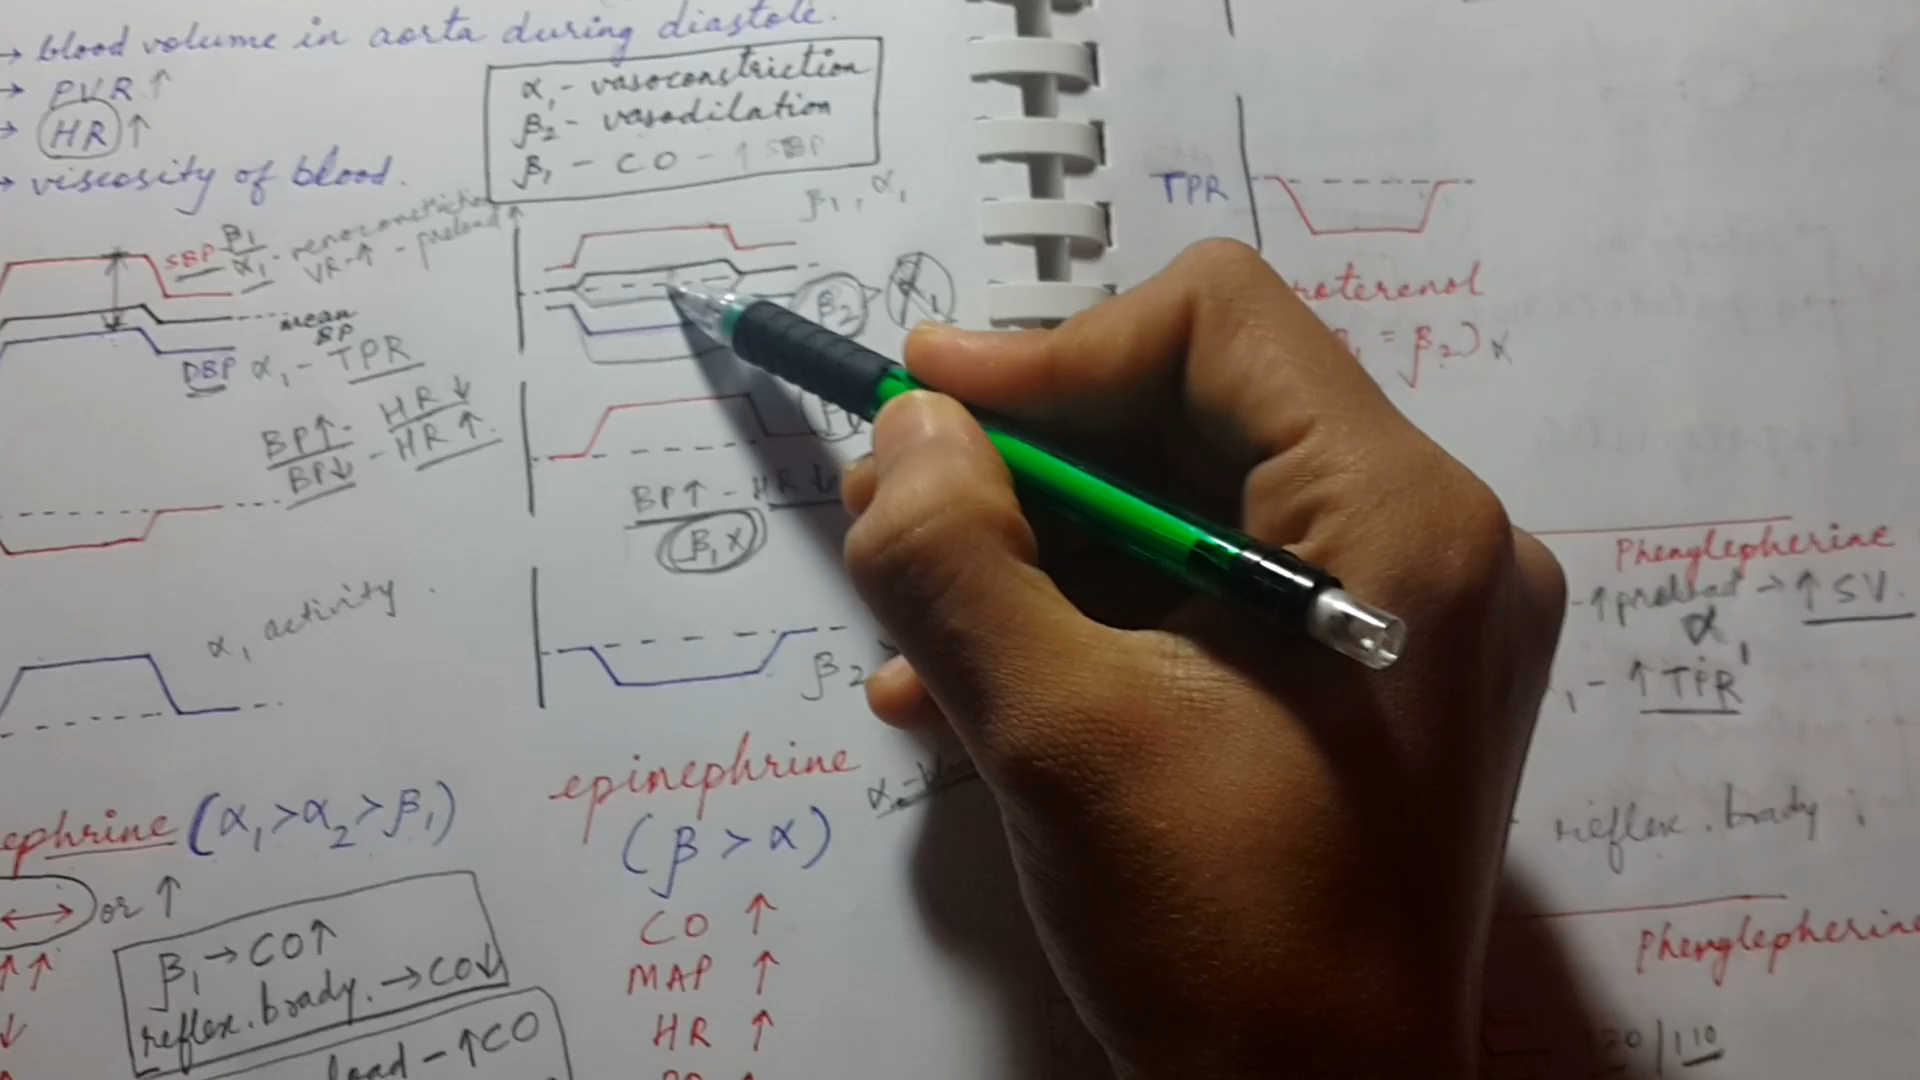 → blood volume in aorta during diastole.
→ PVR ↑
→ HR ↑
→ viscosity of blood.
α1 - vasoconstriction
β2 - vasodilation
β1 - CO - ↑ SBP
SBP β1
α1 - venoconstriction
VR - ↑ - preload ↑
mean
BP
DBP α1 - TPR
BP↑ - HR ↓
BP↓ - HR ↑.
α1 activity.
β1, α1
β2
α1
BP↑ - HR ↓
β1 x
β2
ephrine (α1 > α2 > β1)
↔ or ↑
↑↑
↓
β1 → CO↑
reflex. brady. → CO↓
load - ↑CO
epinephrine
(β > α)
α -
CO ↑
MAP ↑
HR ↑
TPR
roterenol
= β2) α
Phenylepherine
- ↑ preload → ↑ SV.
α1
- ↑ TPR
reflex. brady ;
Phenylepherine
20/110